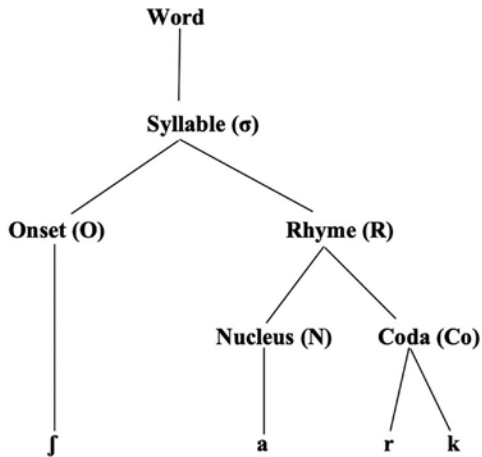 Word
Syllable (σ)
Onset (O) Rhyme (R)
Nucleus (N) Coda (Co)
ʃ a r k